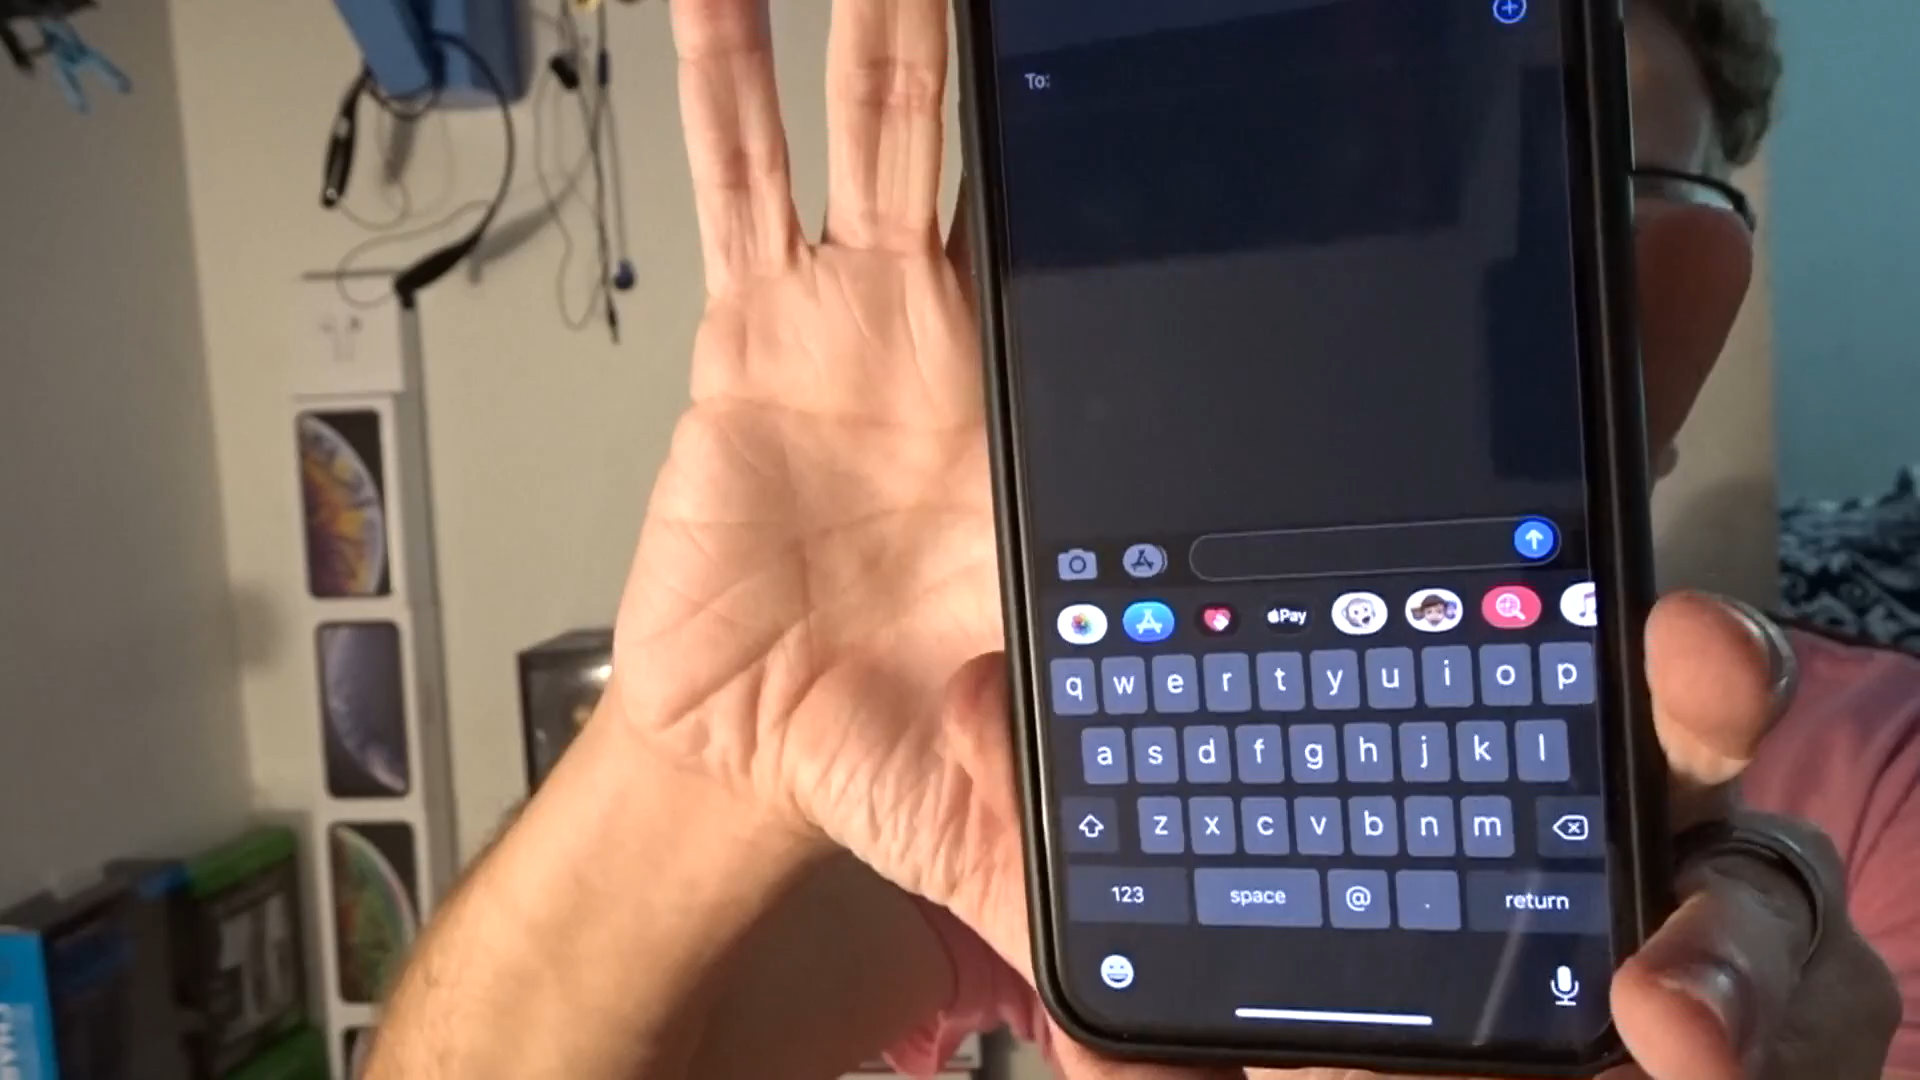 To:
Pay
q w e r t y u i o p
a s d f g h j k l
z x c v b n m
123 space @ . return